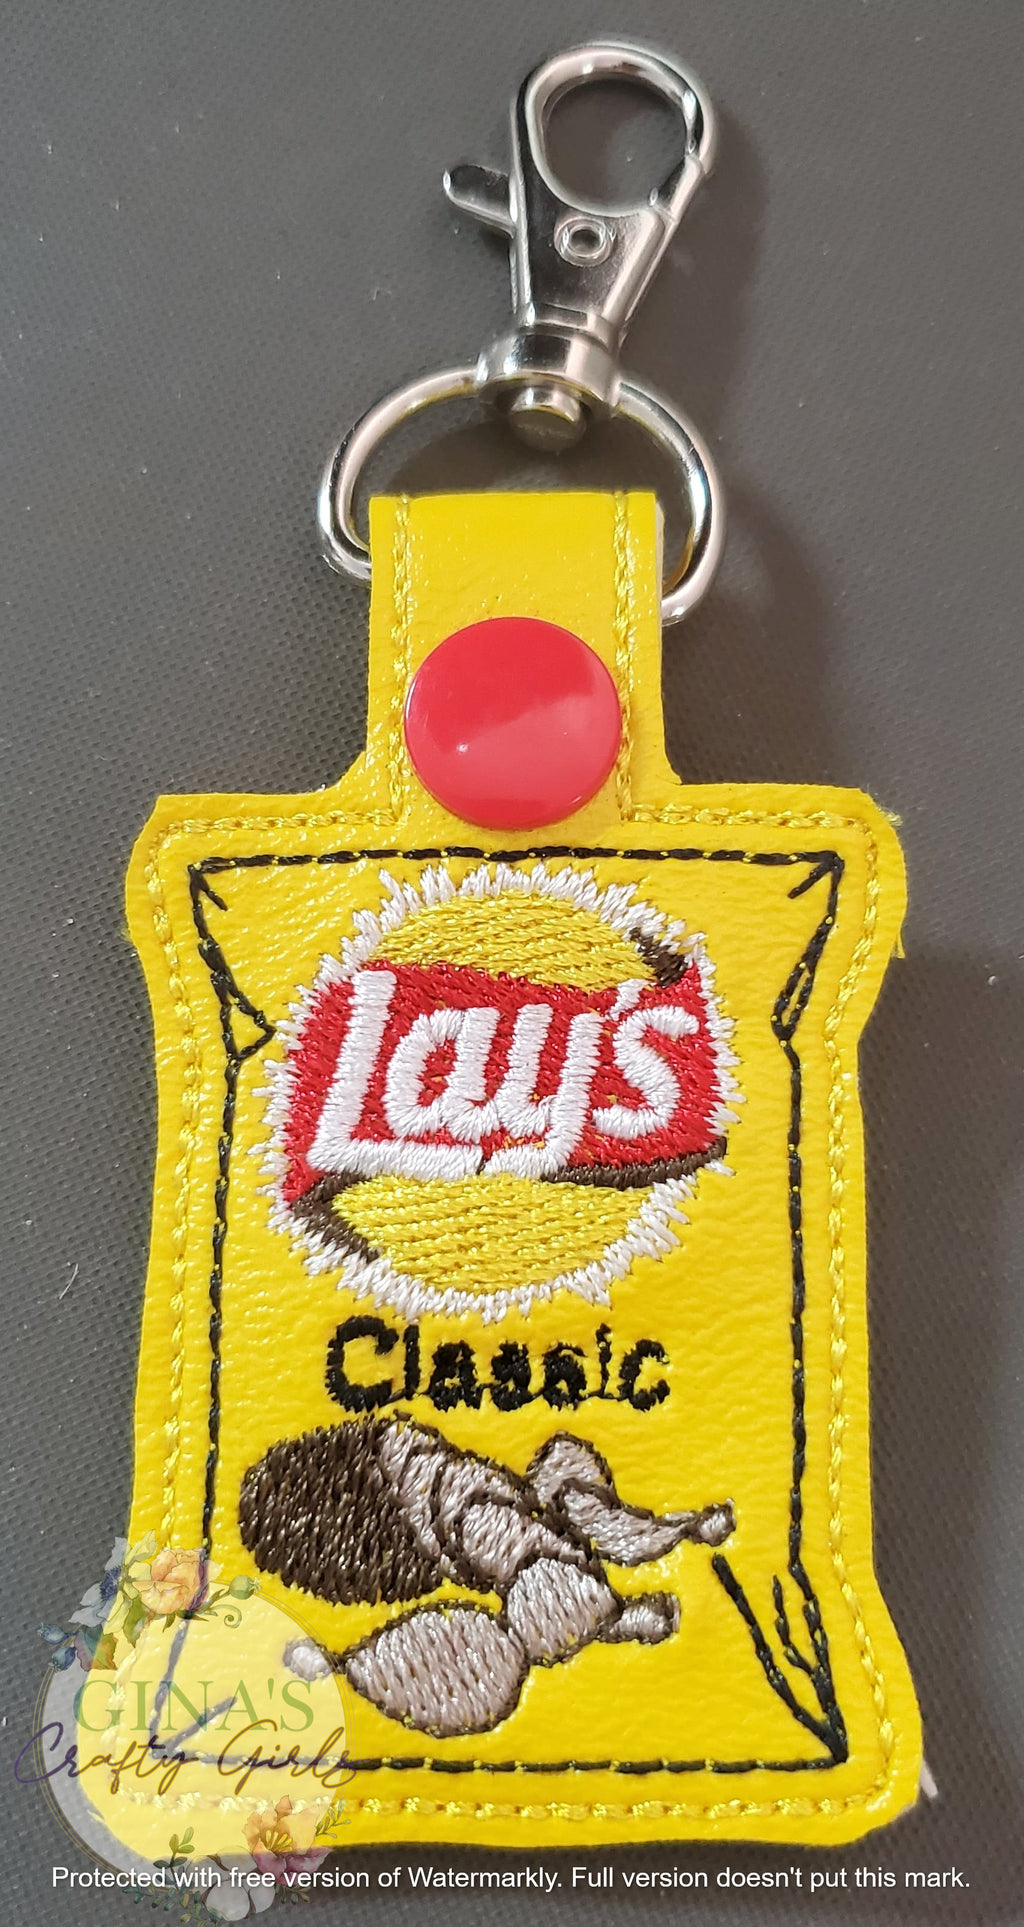 Lay's
Classic
GINA'S
Crafty Girls
Protected with free version of Watermarkly. Full version doesn't put this mark.